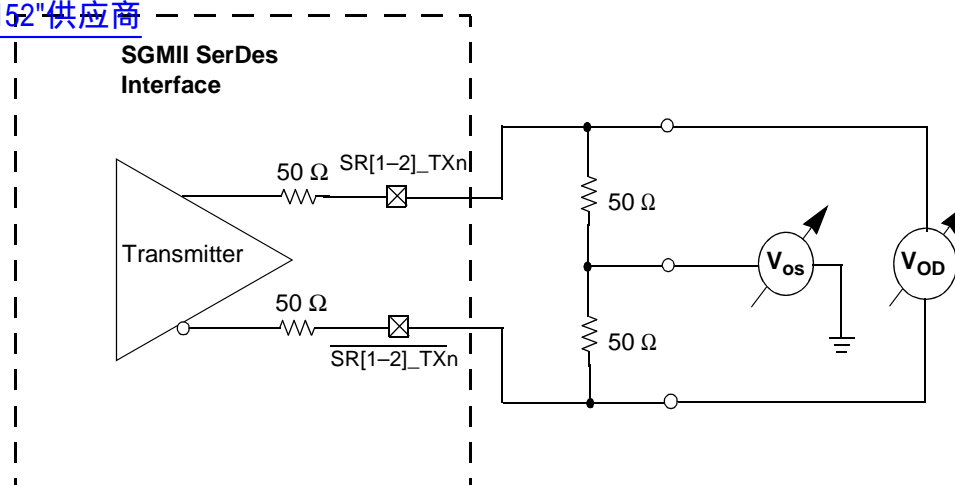 152"供应商
SGMII SerDes
Interface
50 Ω
SR[1–2]_TXn
50 Ω
Transmitter
Vos
VOD
50 Ω
50 Ω
SR[1–2]_TXn